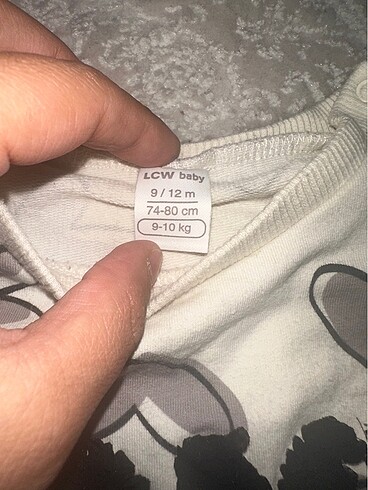 LCW baby
9 / 12 m
74-80 cm
9-10 kg